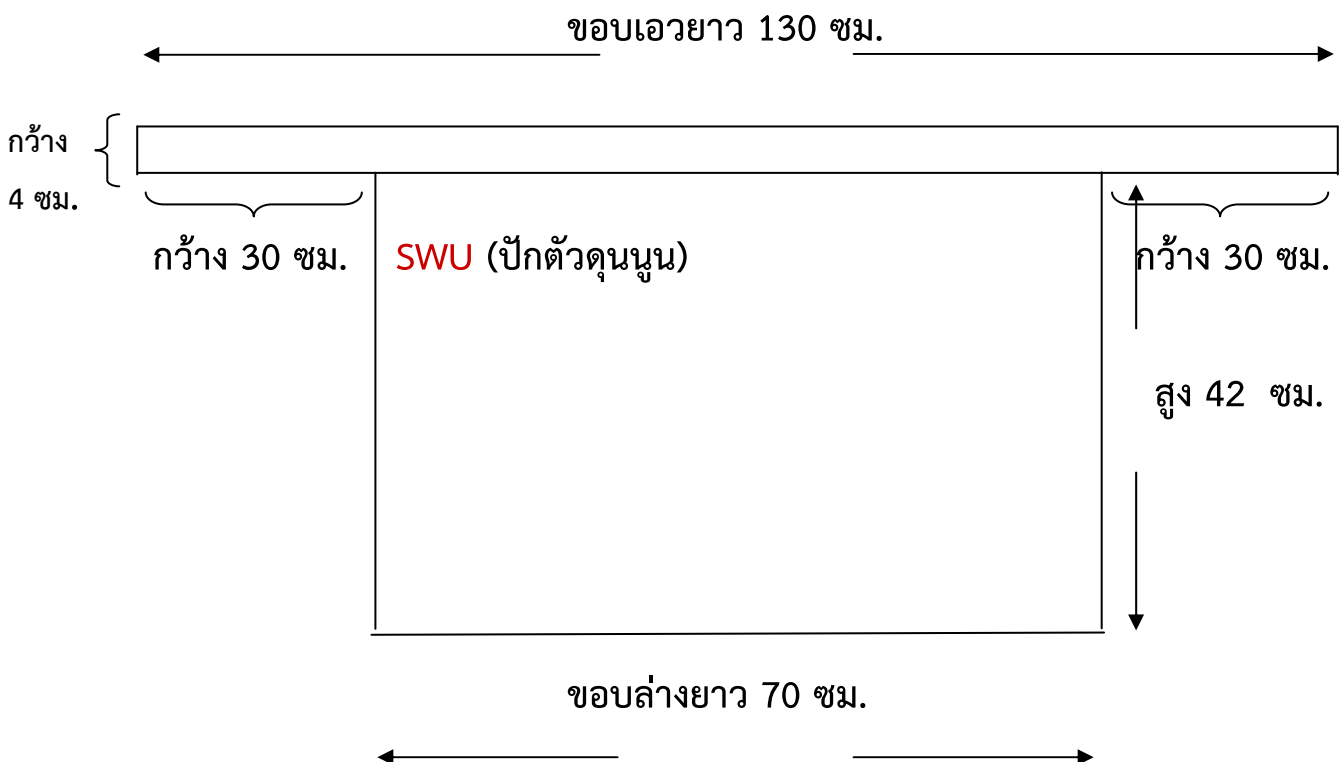 ขอบเอวยาว 130 ซม.
กว้าง
4 ซม.
กว้าง 30 ซม.
SWU (ปักตัวดุนนูน)
กว้าง 30 ซม.
สูง 42 ซม.
ขอบล่างยาว 70 ซม.